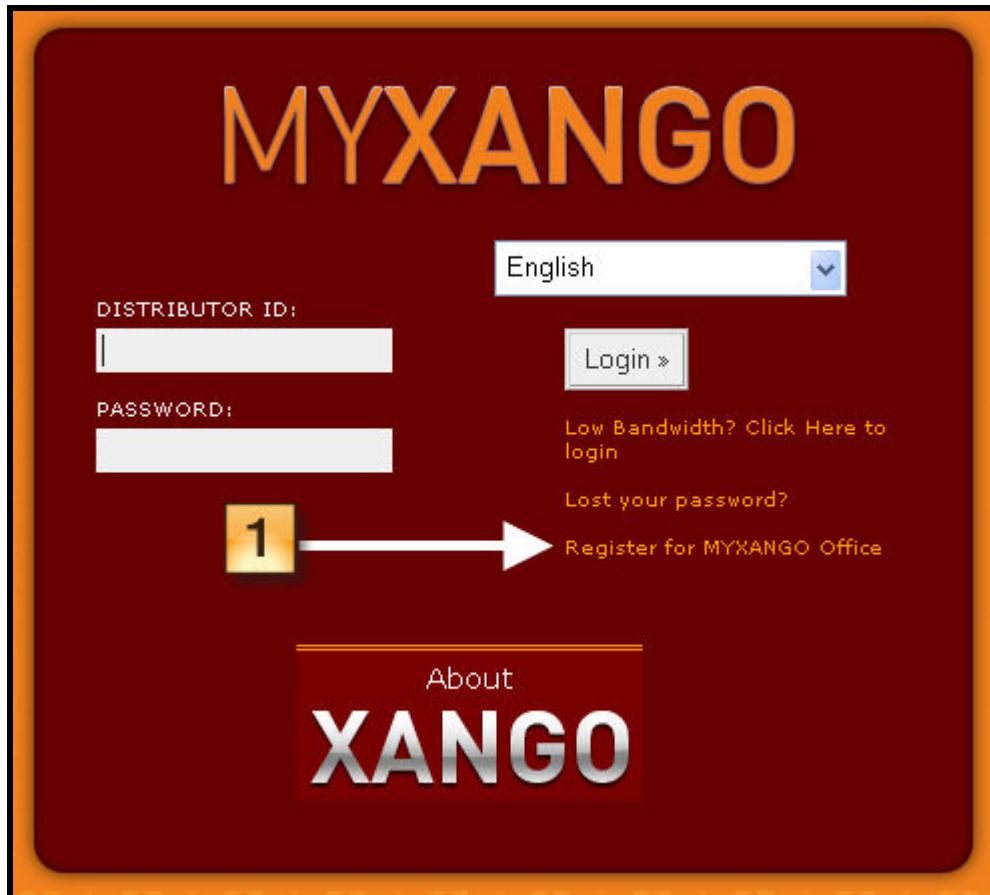 MYXANGO
English
DISTRIBUTOR ID:
Login »
PASSWORD:
Low Bandwidth? Click Here to
login
Lost your password?
1
Register for MYXANGO Office
About
XANGO